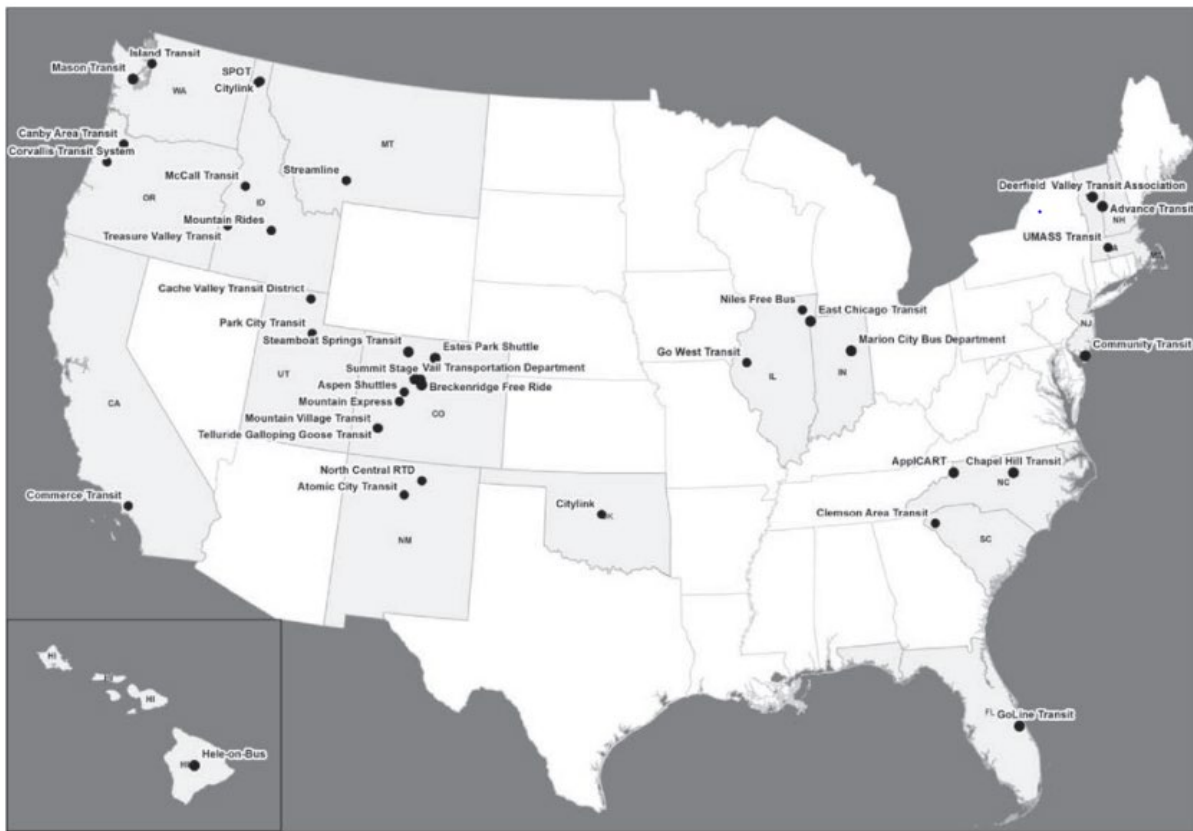 Island Transit
Mason Transit
WA
SPOT
Citylink
Canby Area Transit
Corvallis Transit System
MT
McCall Transit
Streamline
OR
ID
Mountain Rides
Treasure Valley Transit
Deerfield Valley Transit Association
Advance Transit
NH
UMASS Transit
MA
Cache Valley Transit District
Park City Transit
Steamboat Springs Transit
Estes Park Shuttle
Summit Stage Vail Transportation Department
Aspen Shuttles
Breckenridge Free Ride
Mountain Express
Mountain Village Transit
Telluride Galloping Goose Transit
UT
CO
CA
Niles Free Bus
East Chicago Transit
Marion City Bus Department
Go West Transit
IL
IN
NJ
Community Transit
North Central RTD
Atomic City Transit
NM
Commerce Transit
Citylink
ApplCART
Chapel Hill Transit
NC
Clemson Area Transit
SC
FL
GoLine Transit
HI
HI
Hele-on-Bus